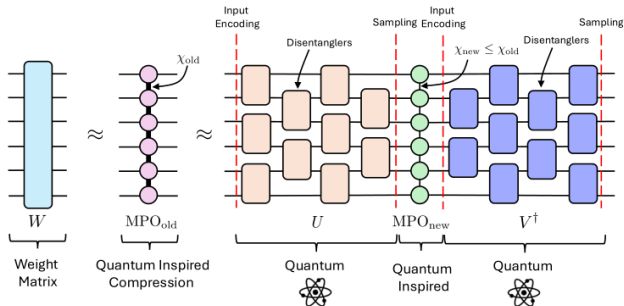 Input
Encoding
Sampling
Input
Encoding
Sampling
χold
Disentanglers
χnew ≤ χold
Disentanglers
≈
≈
W
MPOold
U
MPOnew
V†
Weight
Matrix
Quantum Inspired
Compression
Quantum
Quantum
Inspired
Quantum